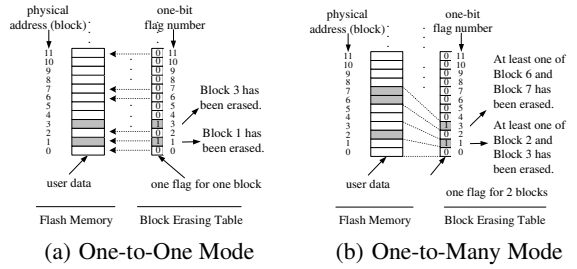 physical
address (block)
one-bit
flag number
11
10
9
8
7
6
5
4
3
2
1
0
0
0
0
0
0
0
0
0
1
0
1
0
11
10
9
8
7
6
5
4
3
2
1
0
Block 3 has
been erased.
Block 1 has
been erased.
user data
one flag for one block
Flash Memory
Block Erasing Table
(a) One-to-One Mode
physical
address (block)
one-bit
flag number
11
10
9
8
7
6
5
4
3
2
1
0
0
0
0
0
0
0
0
0
1
0
1
0
11
10
9
8
7
6
5
4
3
2
1
0
At least one of
Block 6 and
Block 7 has
been erased.
At least one of
Block 2 and
Block 3 has
been erased.
user data
one flag for 2 blocks
Flash Memory
Block Erasing Table
(b) One-to-Many Mode